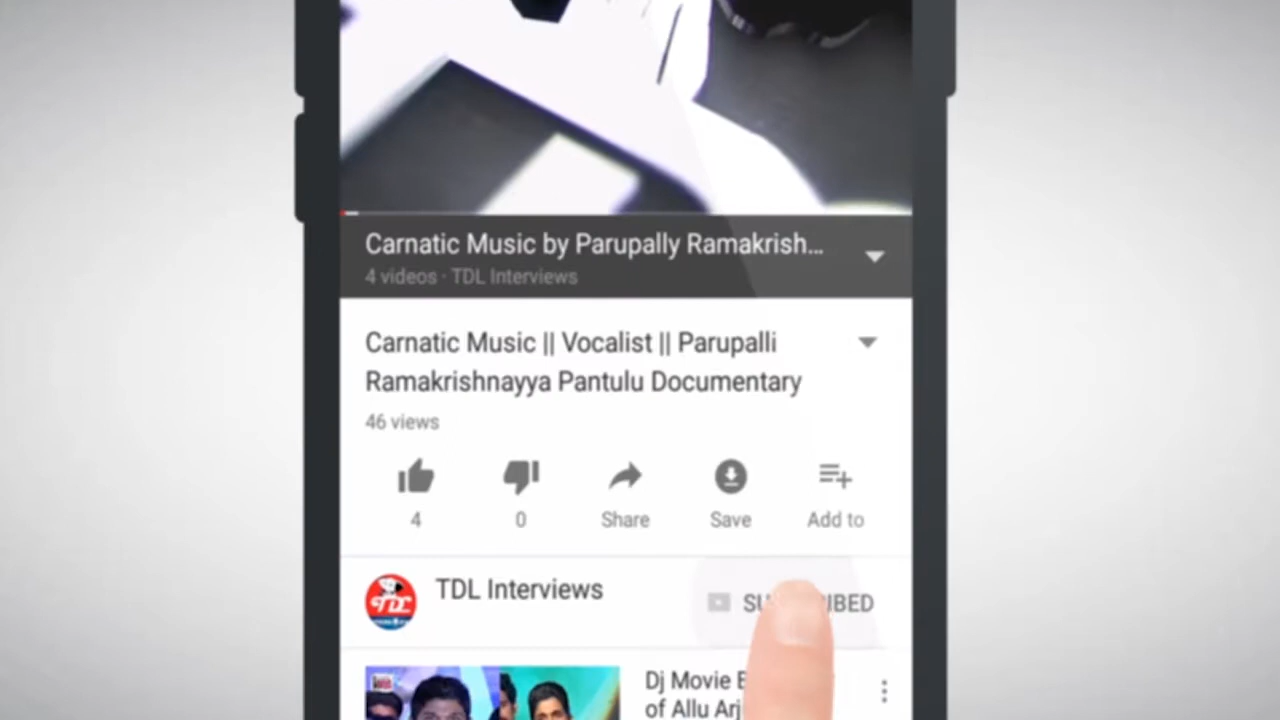 Carnatic Music by Parupally Ramakrish...
4 videos · TDL Interviews
Carnatic Music || Vocalist || Parupalli
Ramakrishnayya Pantulu Documentary
46 views
4
0
Share
Save
Add to
TDL Interviews
Dj Movie
of Allu